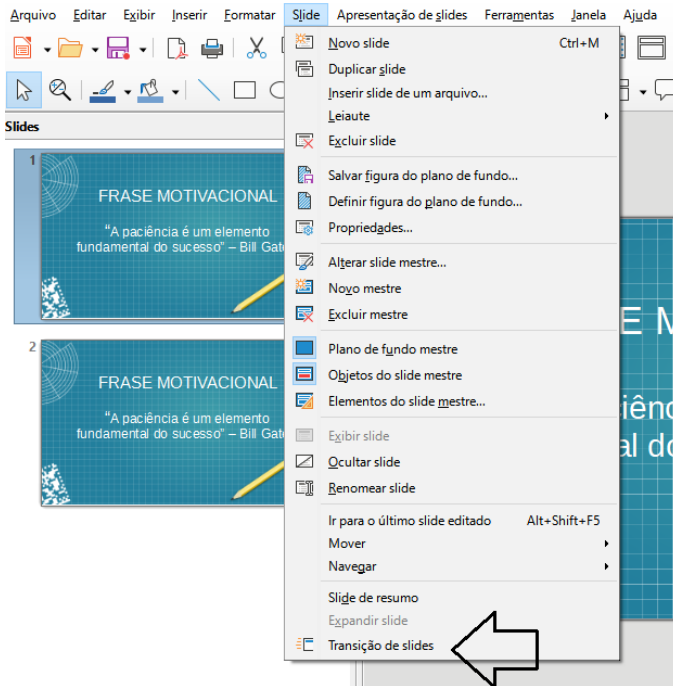 Arquivo Editar Exibir Inserir Formatar Slide Apresentação de slides Ferramentas Janela Ajuda
Slides
1
FRASE MOTIVACIONAL
“A paciência é um elemento
fundamental do sucesso” – Bill Gate
2
FRASE MOTIVACIONAL
“A paciência é um elemento
fundamental do sucesso” – Bill Gate
Novo slide Ctrl+M
Duplicar slide
Inserir slide de um arquivo...
Leiaute
Excluir slide
Salvar figura do plano de fundo...
Definir figura do plano de fundo...
Propriedades...
Alterar slide mestre...
Novo mestre
Excluir mestre
Plano de fundo mestre
Objetos do slide mestre
Elementos do slide mestre...
Exibir slide
Ocultar slide
Renomear slide
Ir para o último slide editado Alt+Shift+F5
Mover
Navegar
Slide de resumo
Expandir slide
Transição de slides
E M
iênc
al do